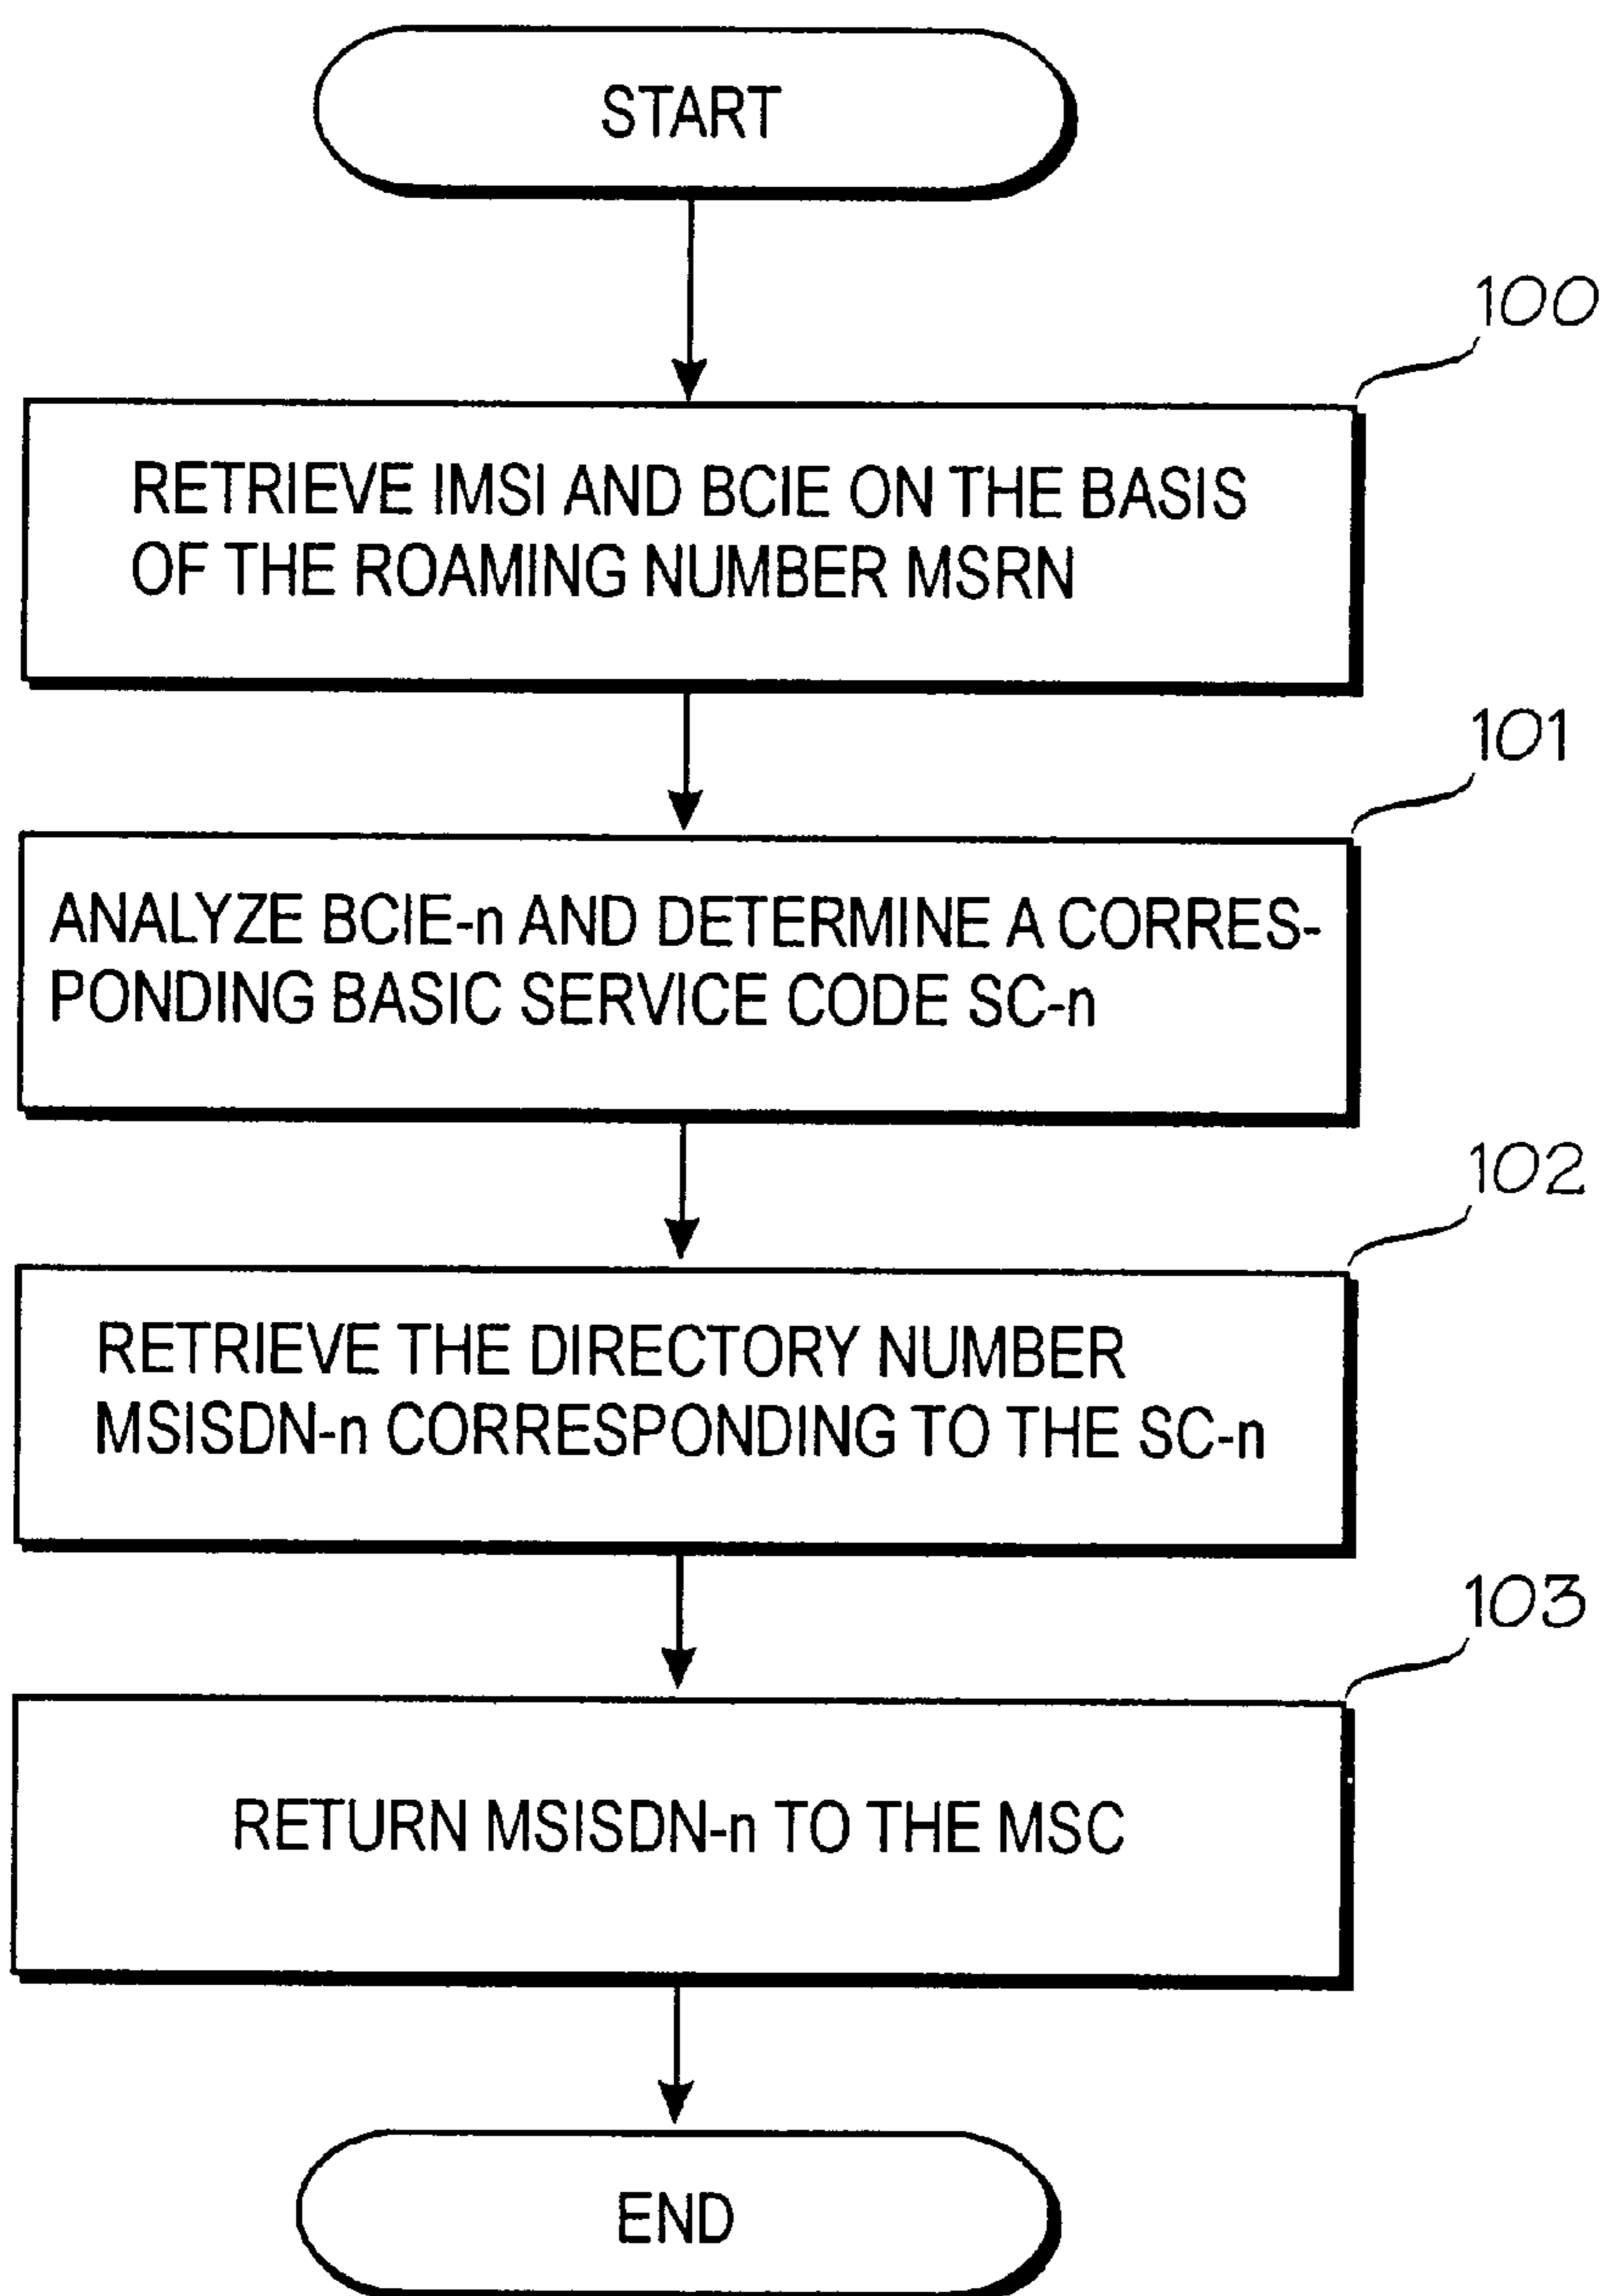 START
100
RETRIEVE IMSI AND BCIE ON THE BASIS
OF THE ROAMING NUMBER MSRN
101
ANALYZE BCIE-n AND DETERMINE A CORRES-
PONDING BASIC SERVICE CODE SC-n
102
RETRIEVE THE DIRECTORY NUMBER
MSISDN-n CORRESPONDING TO THE SC-n
103
RETURN MSISDN-n TO THE MSC
END